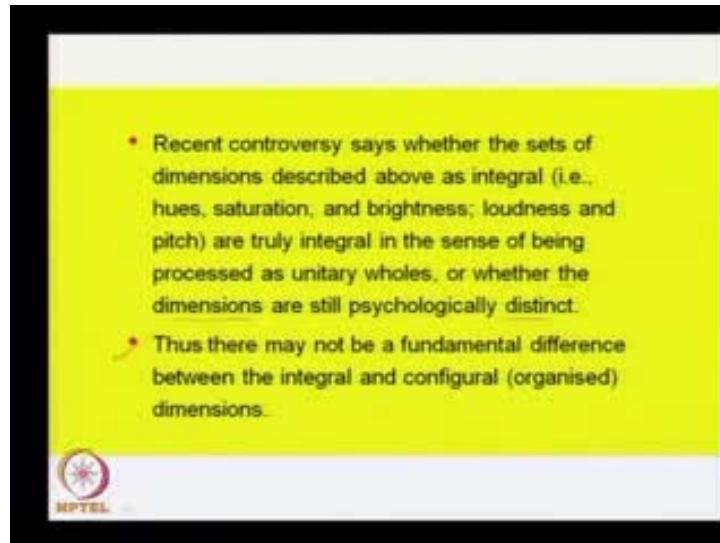 • Recent controversy says whether the sets of
dimensions described above as integral (i.e.,
hues, saturation, and brightness; loudness and
pitch) are truly integral in the sense of being
processed as unitary wholes, or whether the
dimensions are still psychologically distinct.
• Thus there may not be a fundamental difference
between the integral and configural (organised)
dimensions.
NPTEL